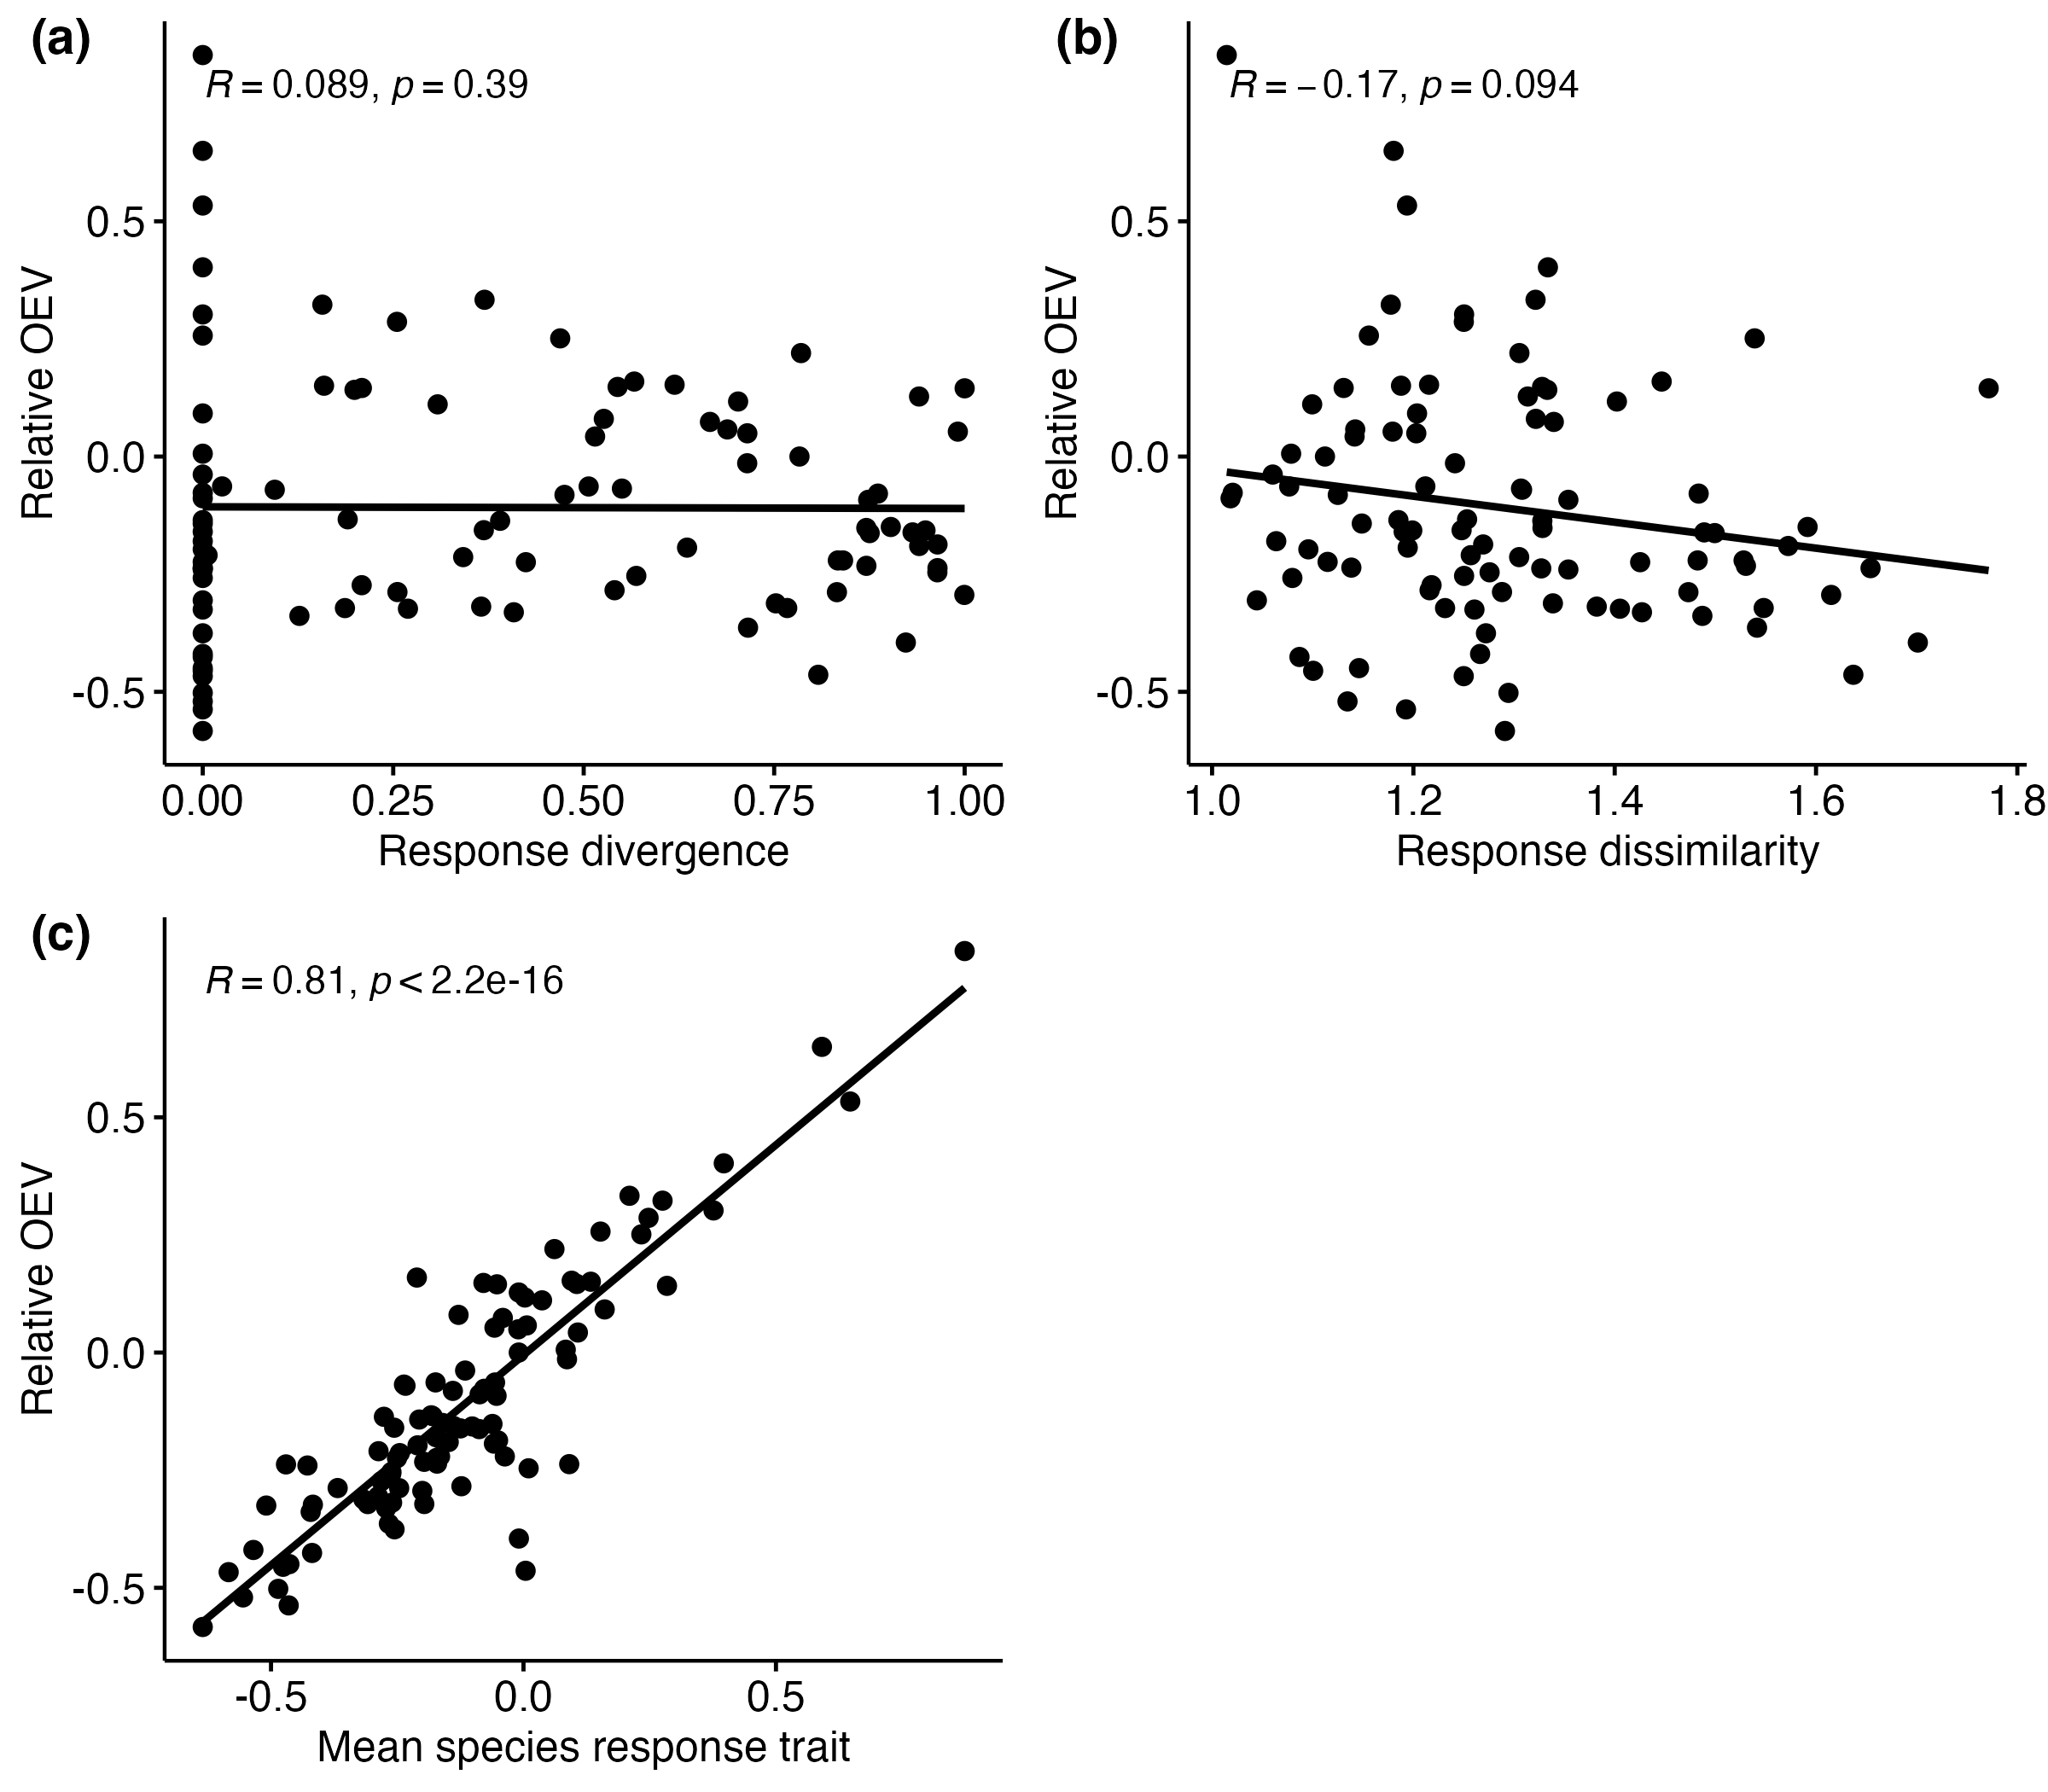 (a)
R = 0.089, p = 0.39
Relative OEV
0.5
0.0
-0.5
0.00 0.25 0.50 0.75 1.00
Response divergence
(b)
R = −0.17, p = 0.094
Relative OEV
0.5
0.0
-0.5
1.0 1.2 1.4 1.6 1.8
Response dissimilarity
(c)
R = 0.81, p < 2.2e-16
Relative OEV
0.5
0.0
-0.5
-0.5 0.0 0.5
Mean species response trait